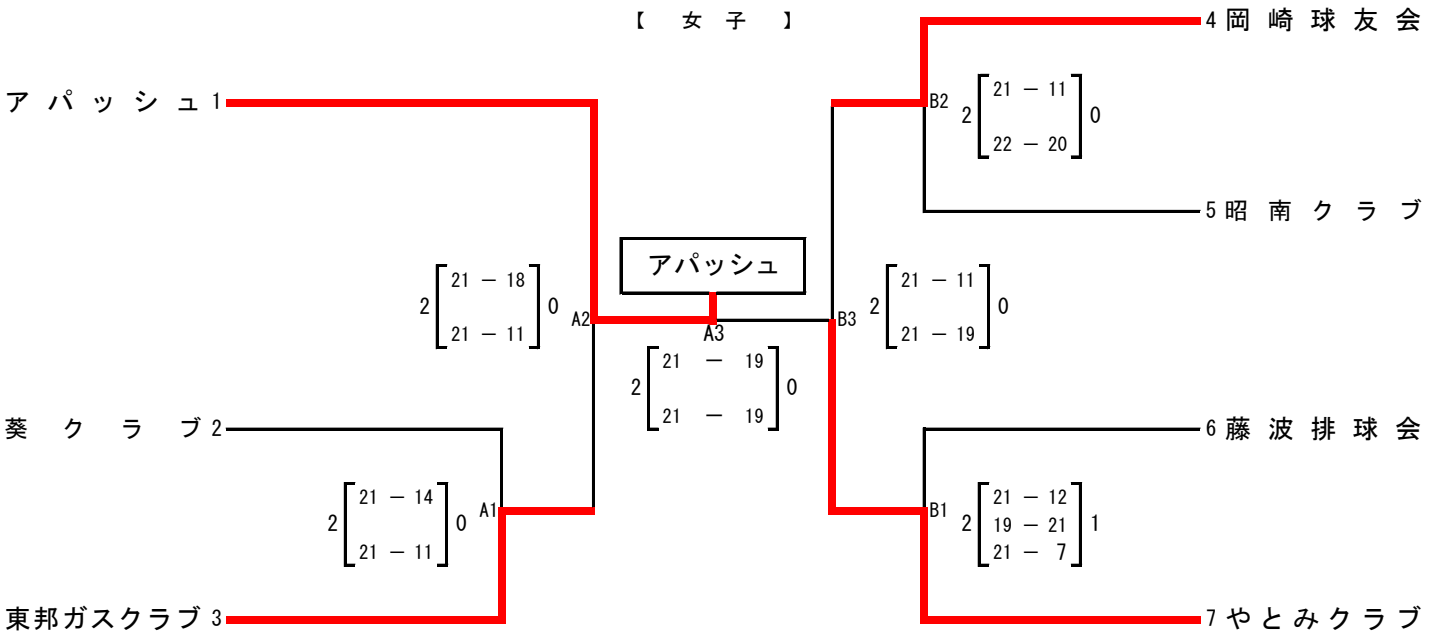 【 女 子 】
アパッシュ 1
葵クラブ 2
東邦ガスクラブ 3
4 岡崎球友会
5 昭南クラブ
6 藤波排球会
7 やとみクラブ
アパッシュ
A1
2 0
21 － 14
21 － 11
A2
2 0
21 － 18
21 － 11
A3
2 0
21 － 19
21 － 19
B1
2 1
21 － 12
19 － 21
21 － 7
B2
2 0
21 － 11
22 － 20
B3
2 0
21 － 11
21 － 19